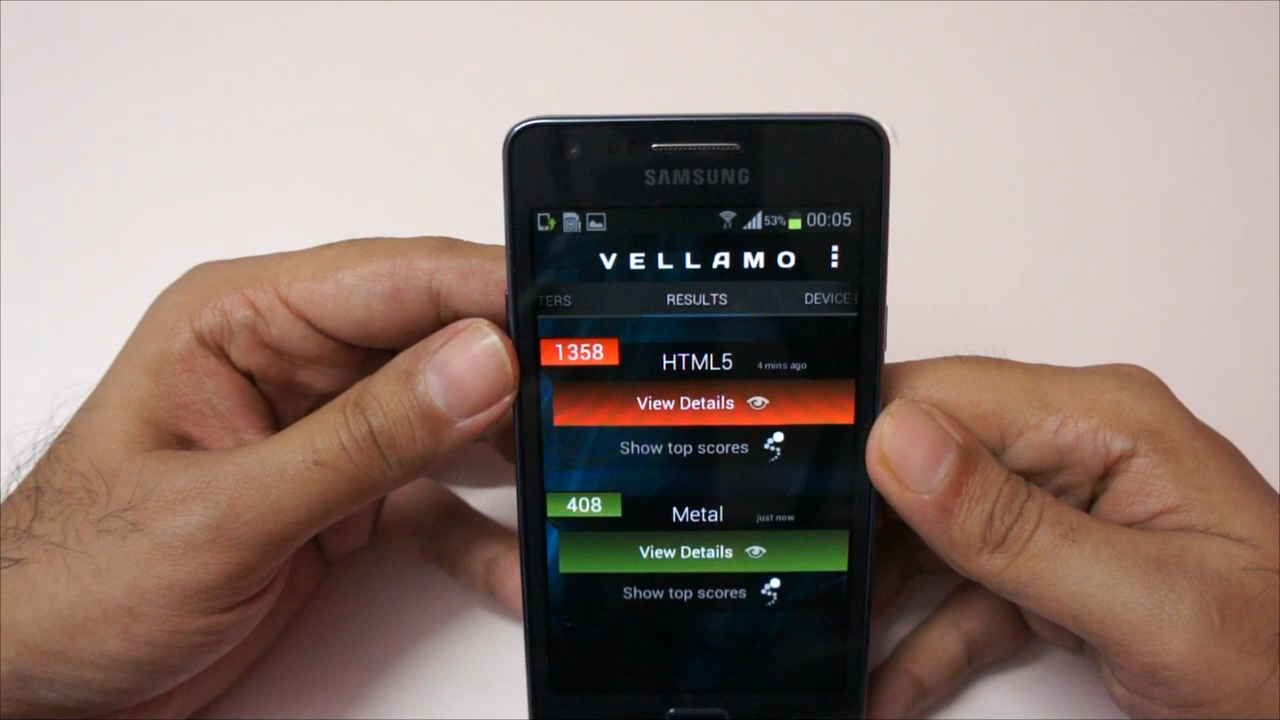 SAMSUNG
53% 00:05
VELLAMO
TERS RESULTS DEVICE
1358 HTML5 4 mins ago
View Details
Show top scores
408 Metal just now
View Details
Show top scores